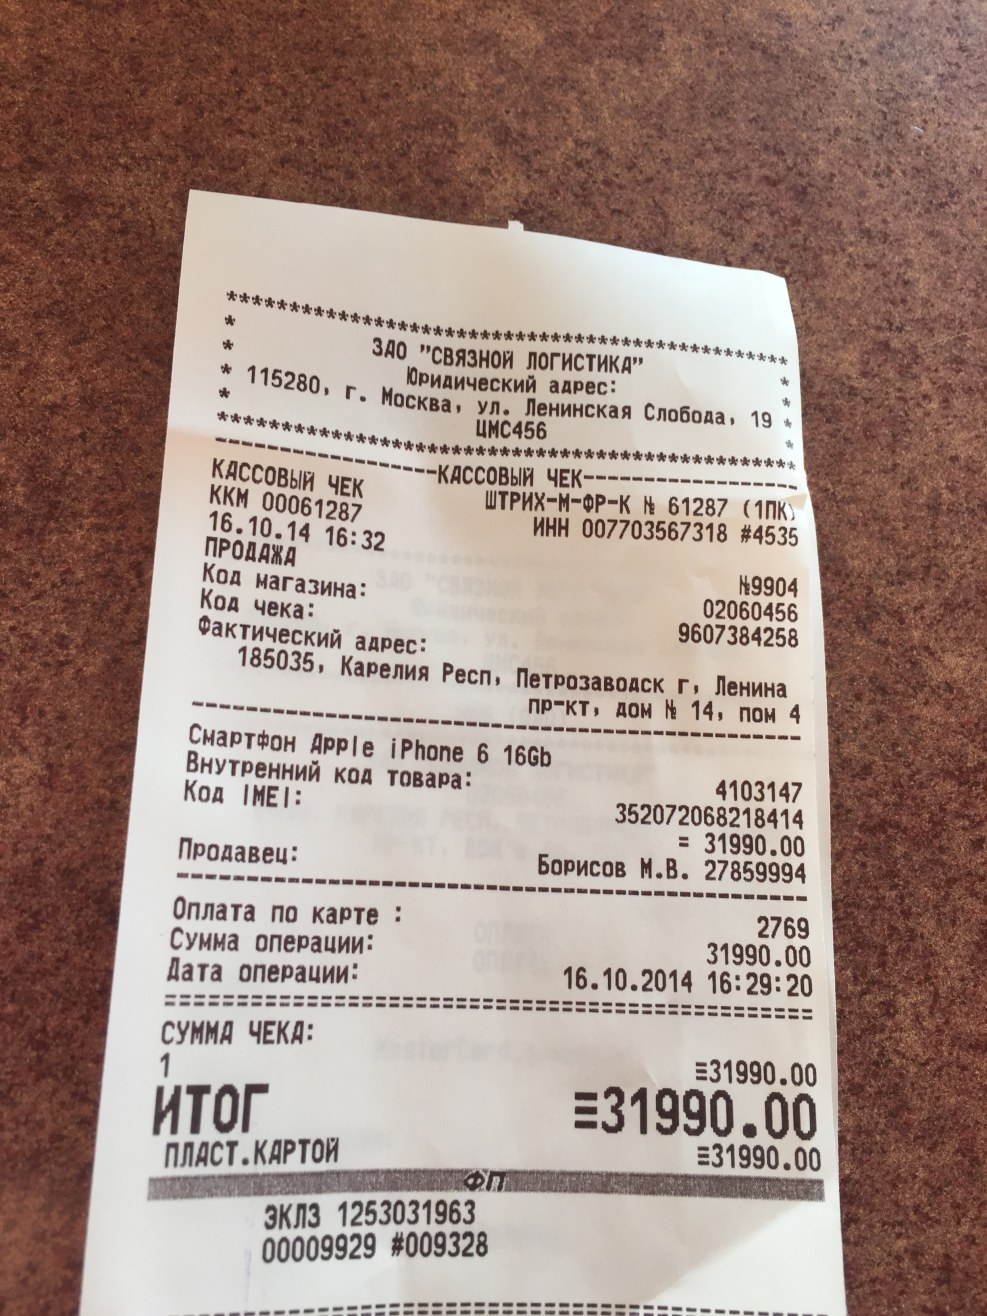 *********************************************
ЗАО "СВЯЗНОЙ ЛОГИСТИКА"
Юридический адрес:
* 115280, г. Москва, ул. Ленинская Слобода, 19 *
ЦМС456
*********************************************
----------------КАССОВЫЙ ЧЕК----------------
КАССОВЫЙ ЧЕК ШТРИХ-М-ФР-К № 61287 (1ПК)
ККМ 00061287 ИНН 007703567318 #4535
16.10.14 16:32
ПРОДАЖА №9904
Код магазина: 02060456
Код чека: 9607384258
Фактический адрес:
185035, Карелия Респ, Петрозаводск г, Ленина
пр-кт, дом № 14, пом 4
Смартфон Apple iPhone 6 16Gb
Внутренний код товара: 4103147
Код IMEI: 352072068218414
= 31990.00
Продавец: Борисов М.В. 27859994
Оплата по карте : 2769
Сумма операции: 31990.00
Дата операции: 16.10.2014 16:29:20
СУММА ЧЕКА:
1 ≡31990.00
ИТОГ ≡31990.00
ПЛАСТ.КАРТОЙ ≡31990.00
ФП
ЭКЛЗ 1253031963
00009929 #009328